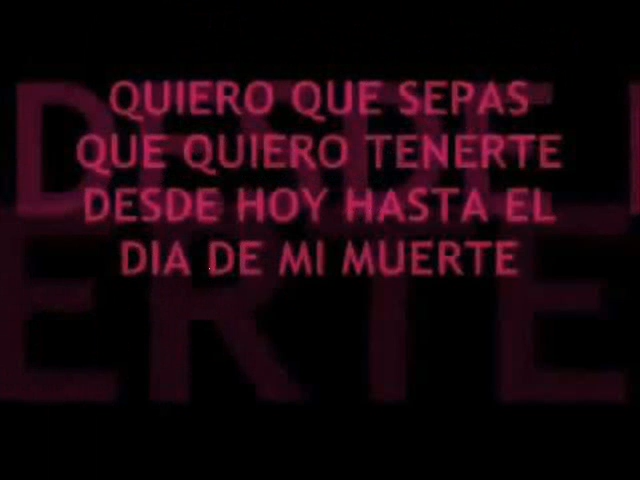 QUIERO QUE SEPAS
QUE QUIERO TENERTE
DESDE HOY HASTA EL
DIA DE MI MUERTE